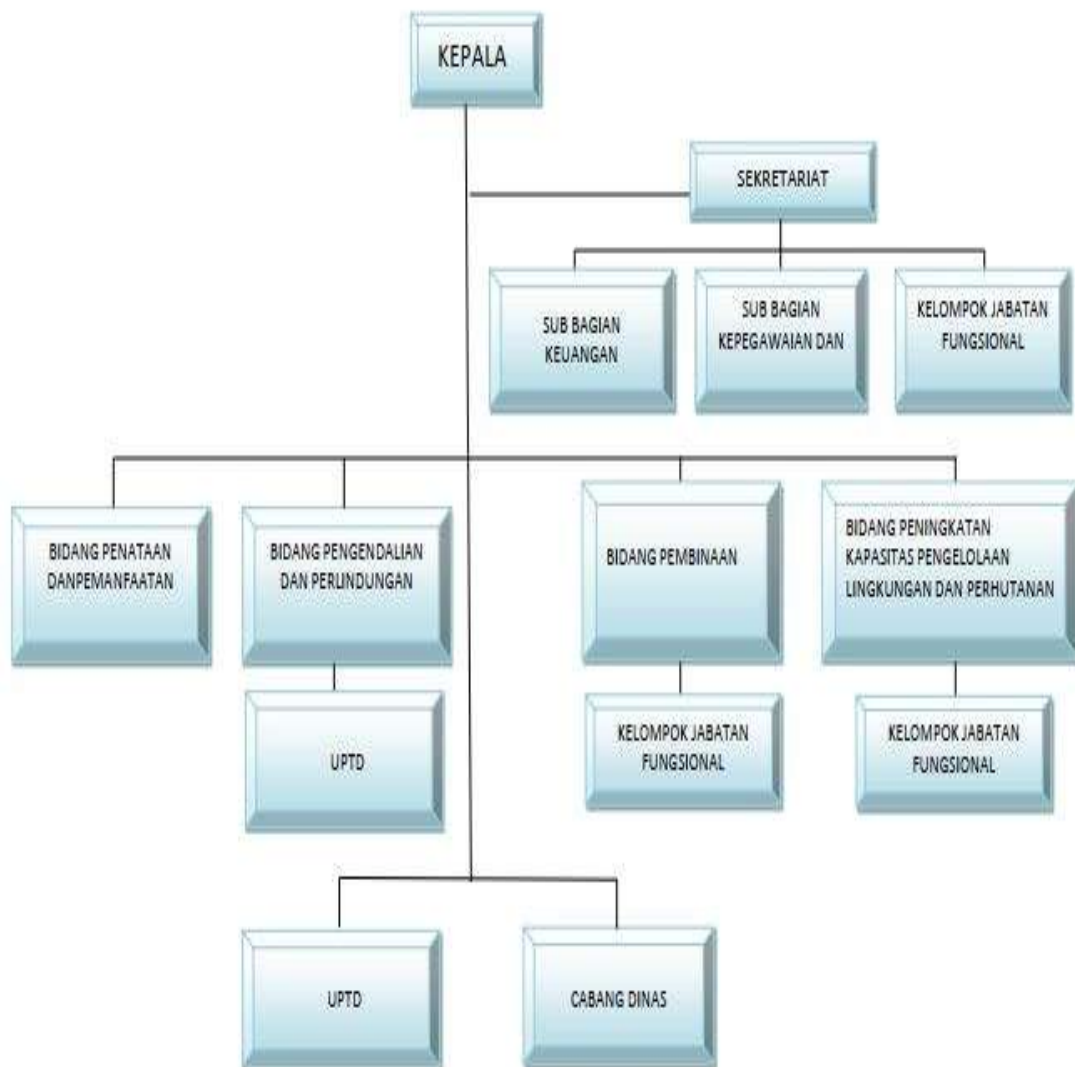 KEPALA
SEKRETARIAT
SUB BAGIAN
KEUANGAN
SUB BAGIAN
KEPEGAWAIAN DAN
KELOMPOK JABATAN
FUNGSIONAL
BIDANG PENATAAN
DANPEMANFAATAN
BIDANG PENGENDALIAN
DAN PERLINDUNGAN
BIDANG PEMBINAAN
BIDANG PENINGKATAN
KAPASITAS PENGELOLAAN
LINGKUNGAN DAN PERHUTANAN
UPTD
KELOMPOK JABATAN
FUNGSIONAL
KELOMPOK JABATAN
FUNGSIONAL
UPTD
CABANG DINAS